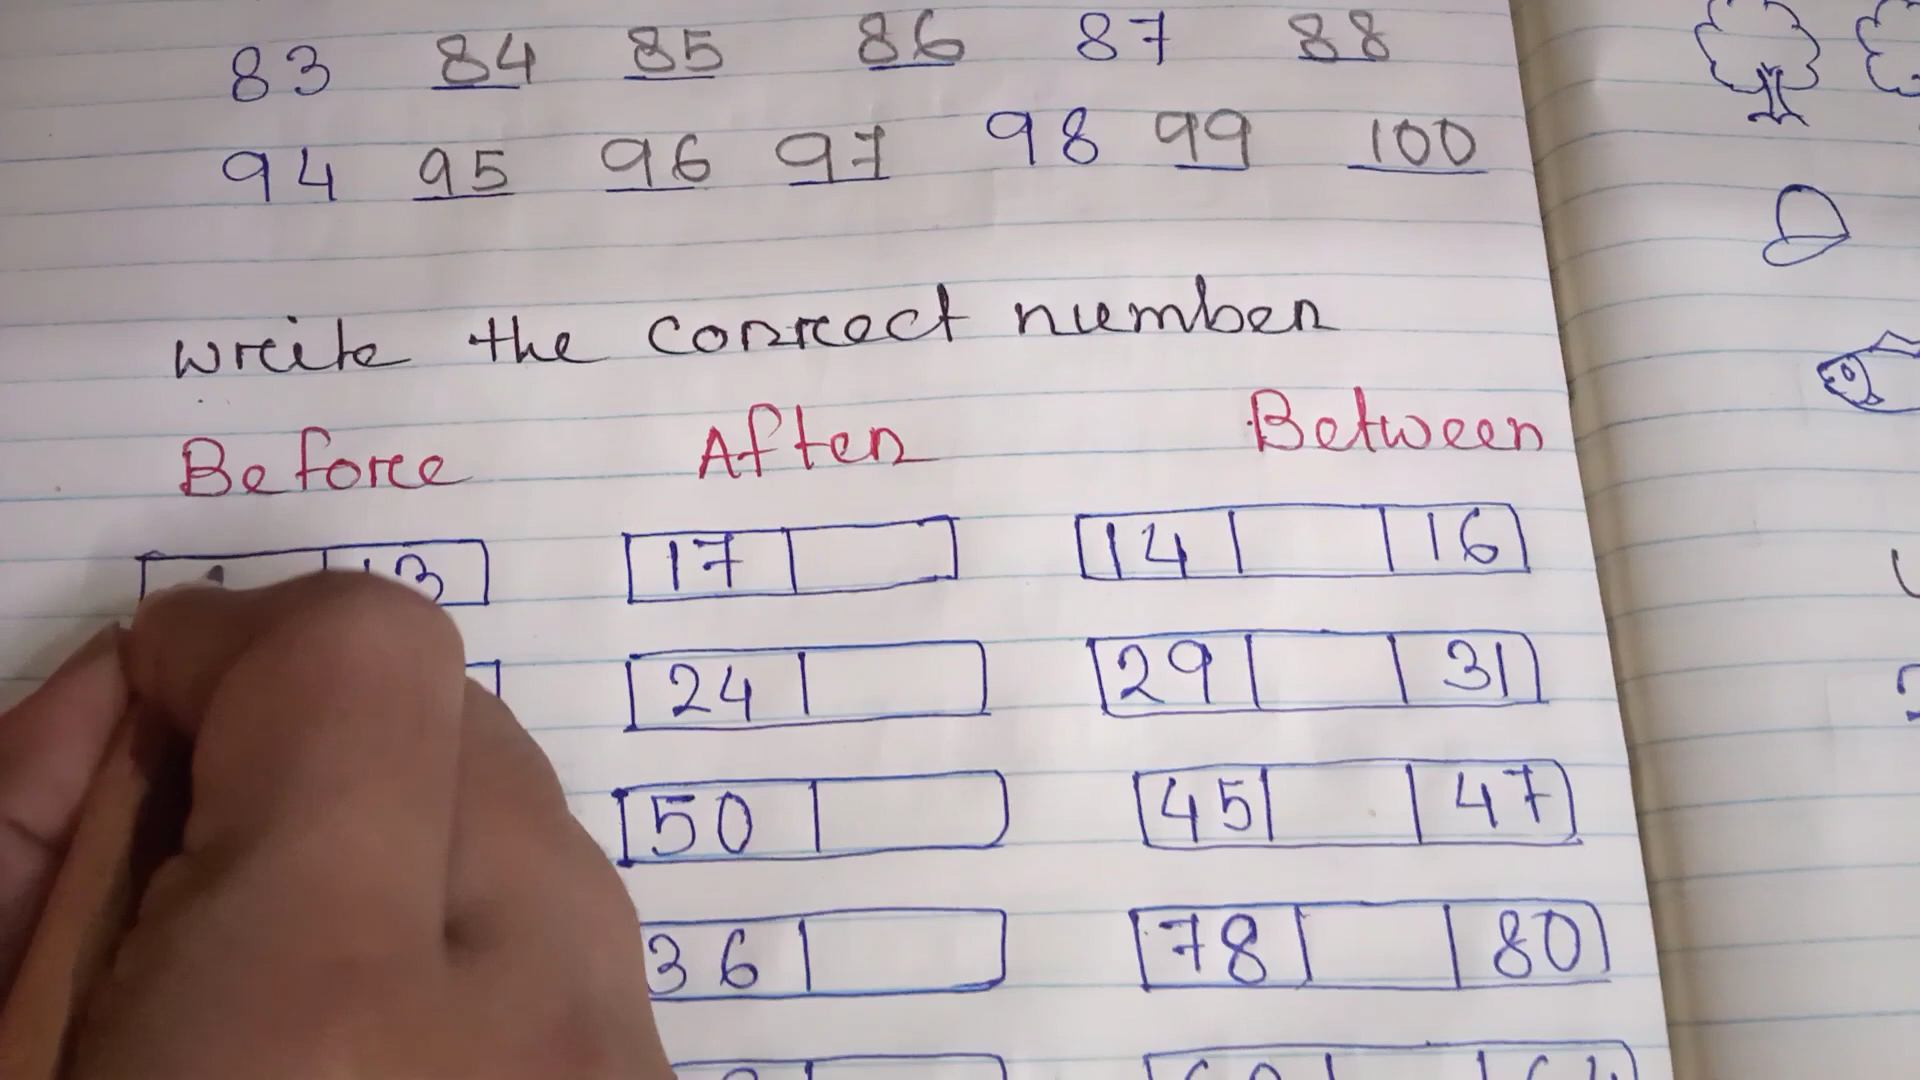 83 84 85 86 87 88
94 95 96 97 98 99 100
Write the correct number
Before After Between
13 17 14 16
24 29 31
50 45 47
36 78 80